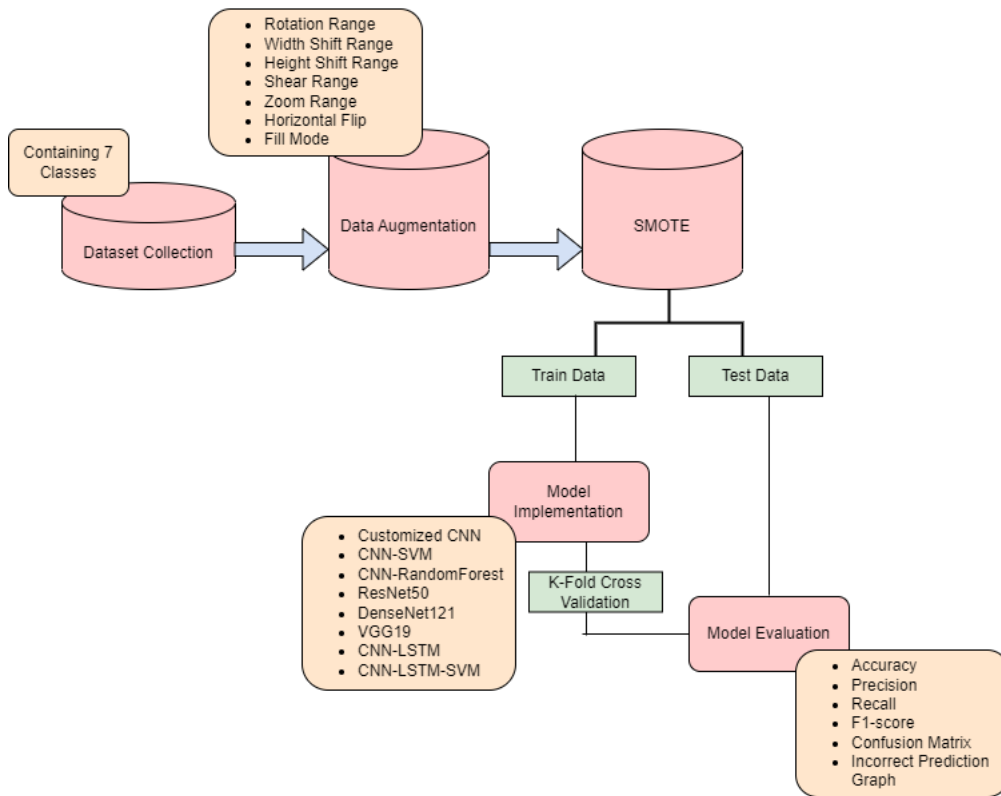 • Rotation Range
• Width Shift Range
• Height Shift Range
• Shear Range
• Zoom Range
• Horizontal Flip
• Fill Mode
Containing 7
Classes
Dataset Collection
Data Augmentation
SMOTE
Train Data
Test Data
Model
Implementation
• Customized CNN
• CNN-SVM
• CNN-RandomForest
• ResNet50
• DenseNet121
• VGG19
• CNN-LSTM
• CNN-LSTM-SVM
K-Fold Cross
Validation
Model Evaluation
• Accuracy
• Precision
• Recall
• F1-score
• Confusion Matrix
• Incorrect Prediction
Graph